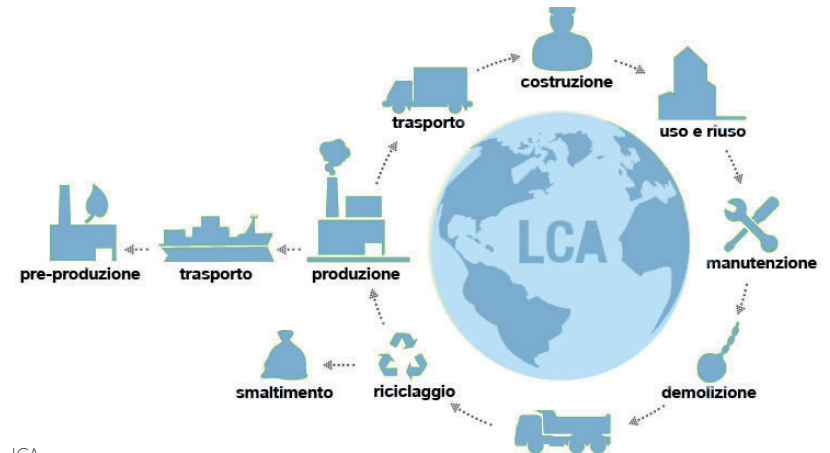 costruzione
trasporto
uso e riuso
LCA
pre-produzione
trasporto
produzione
manutenzione
smaltimento
riciclaggio
demolizione